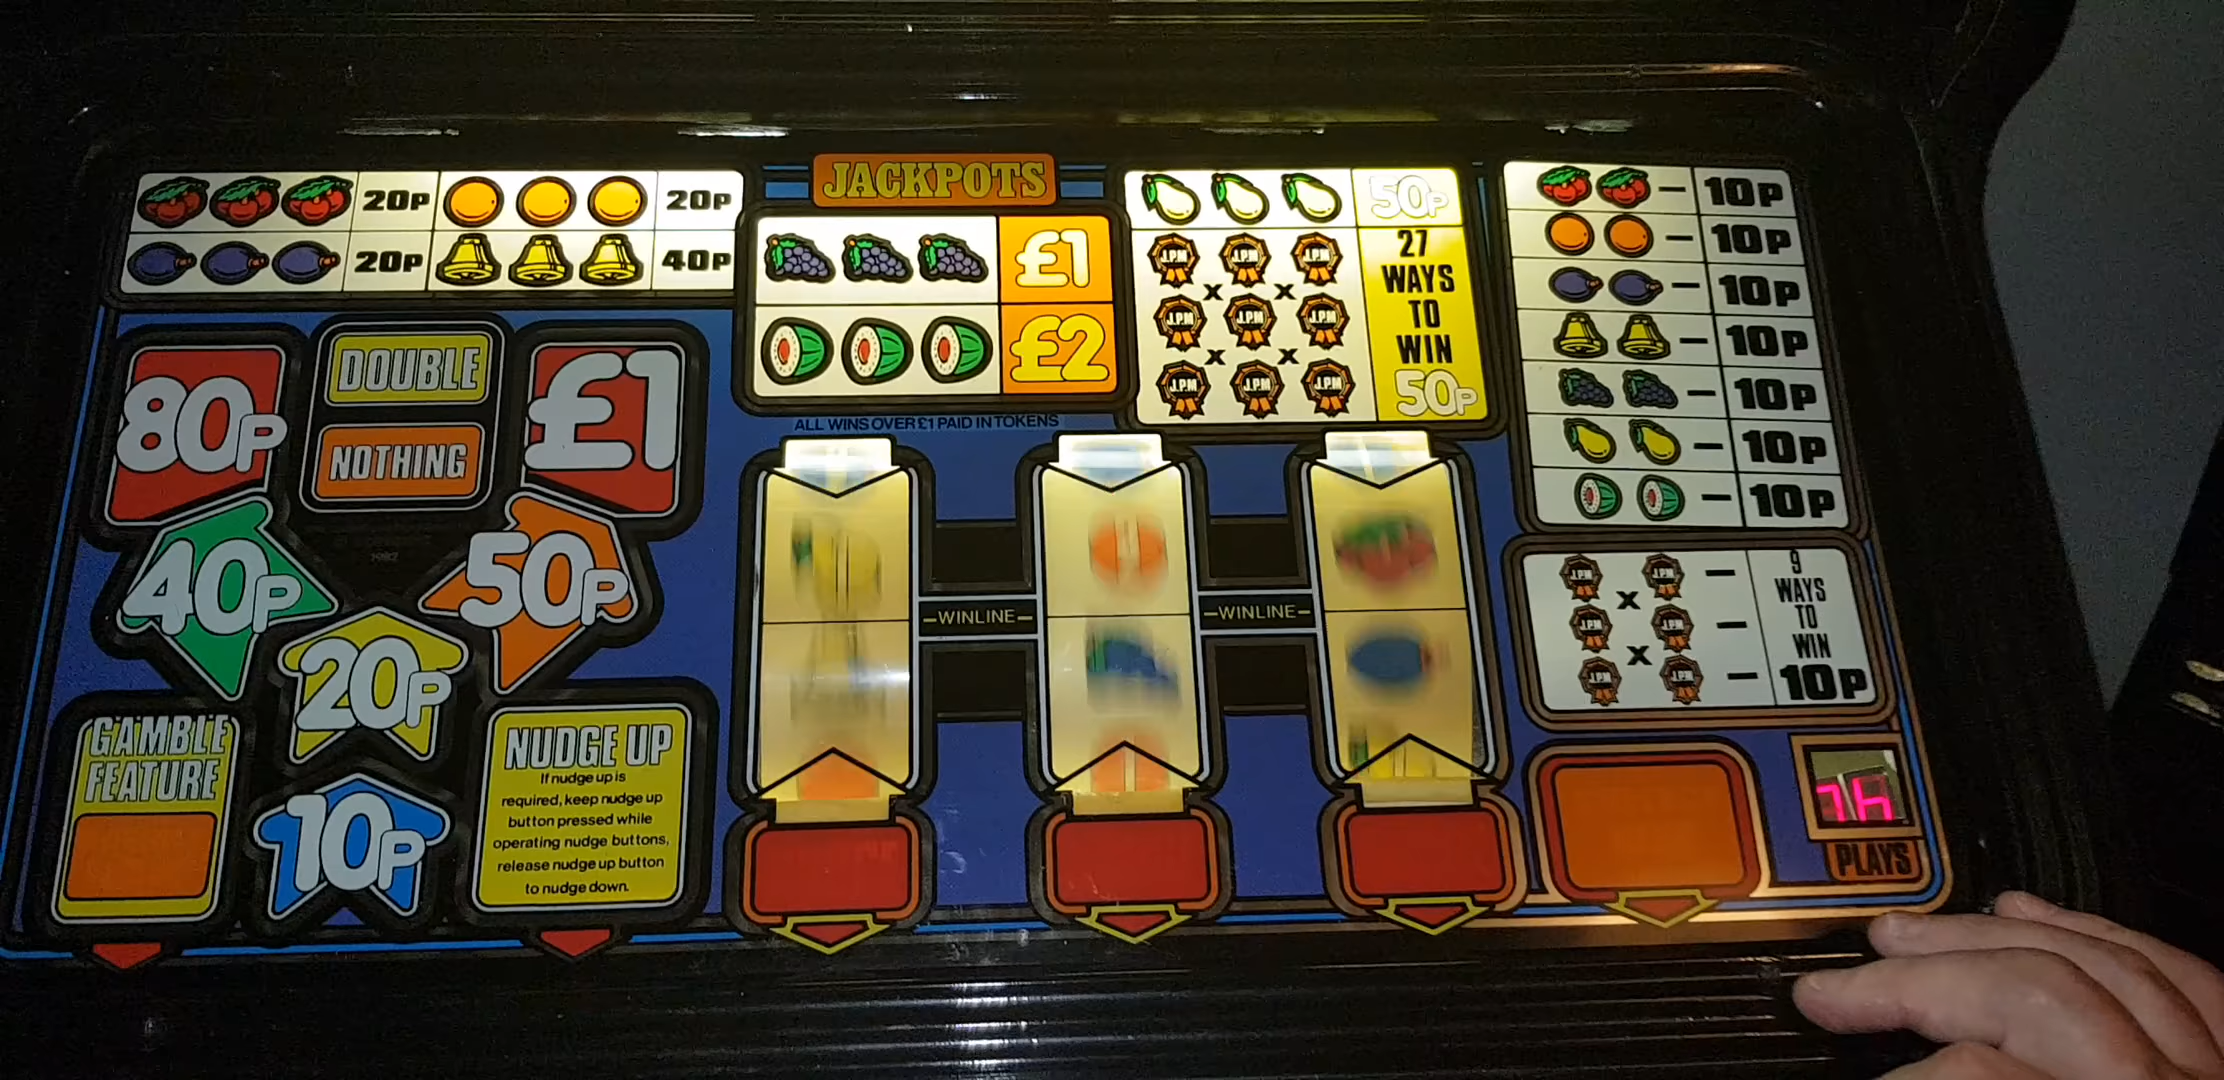 JACKPOTS
20P
20P
20P
40P
£1
£2
ALL WINS OVER £1 PAID IN TOKENS
50P
J.P.M J.P.M J.P.M
X X
J.P.M J.P.M J.P.M
X X
J.P.M J.P.M J.P.M
27
WAYS
TO
WIN
50P
- 10P
- 10P
- 10P
- 10P
- 10P
- 10P
- 10P
J.P.M J.P.M -
X
J.P.M J.P.M -
X
J.P.M J.P.M -
9
WAYS
TO
WIN
10P
80P
DOUBLE
NOTHING
£1
1982
40P
50P
20P
10P
GAMBLE
FEATURE
NUDGE UP
If nudge up is
required, keep nudge up
button pressed while
operating nudge buttons,
release nudge up button
to nudge down.
-WINLINE-
-WINLINE-
PLAYS